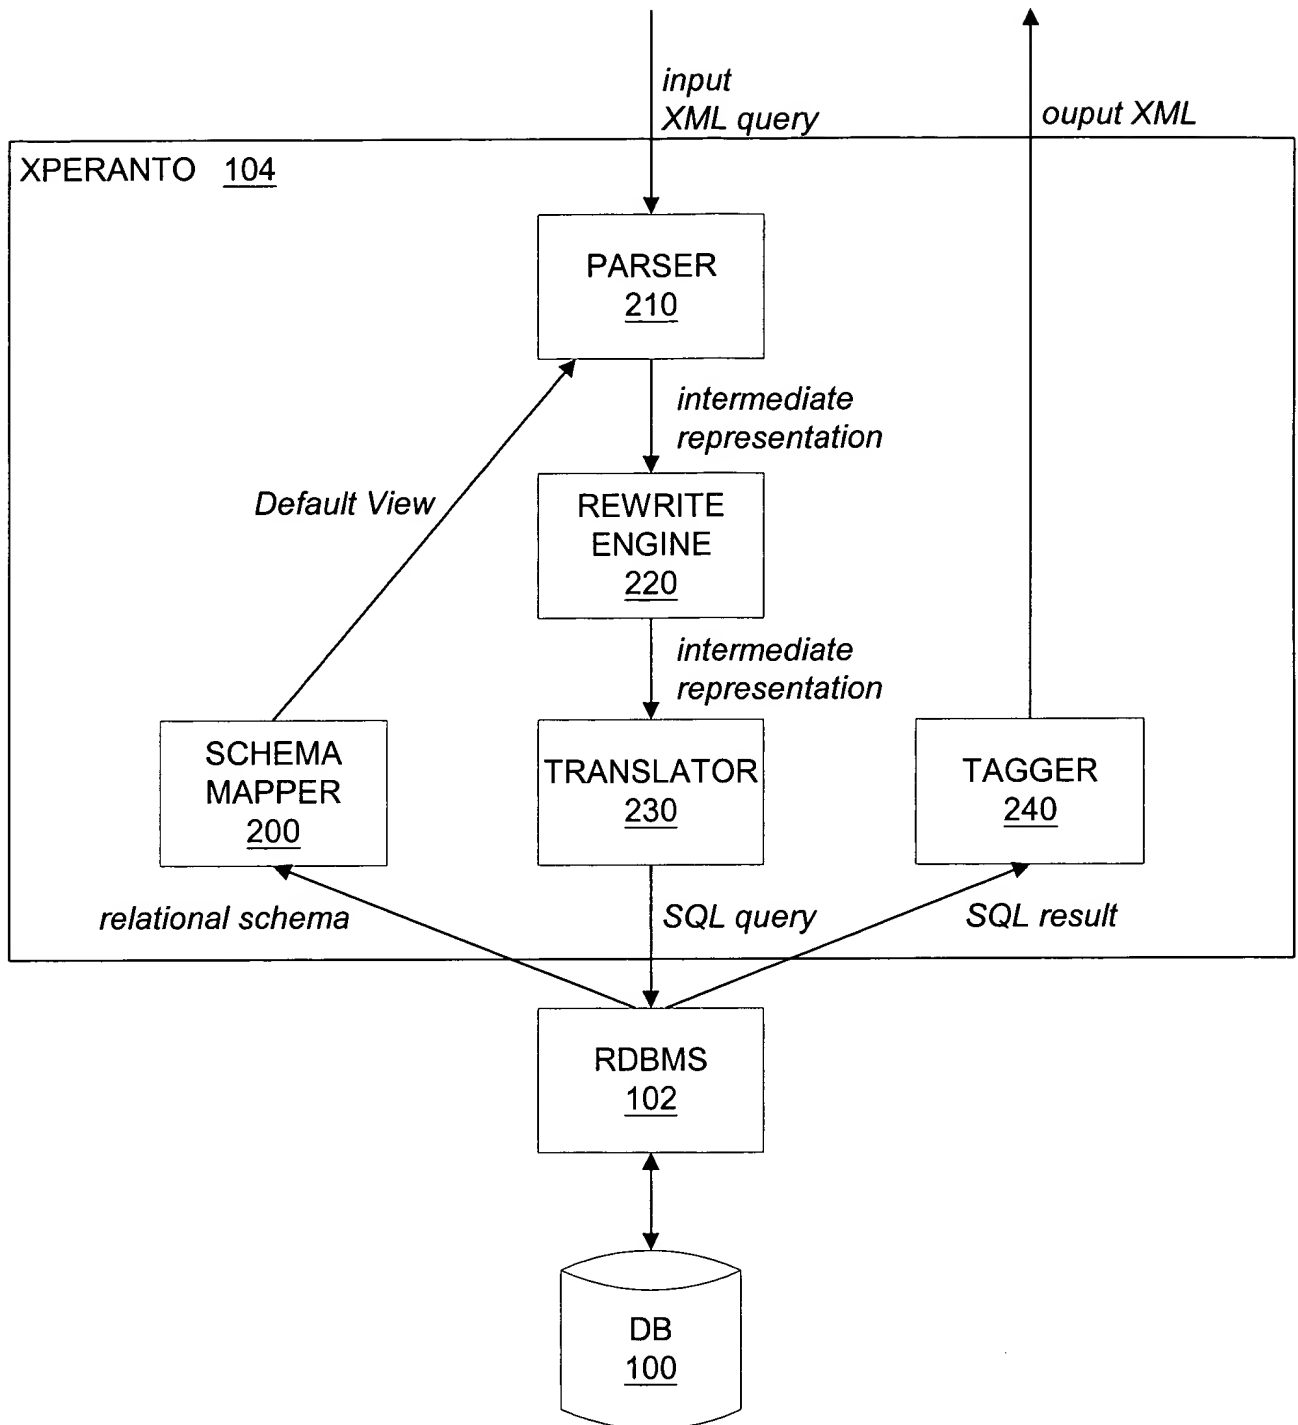 input
XML query
ouput XML
XPERANTO 104
PARSER
210
intermediate
representation
Default View
REWRITE
ENGINE
220
intermediate
representation
SCHEMA
MAPPER
200
TRANSLATOR
230
TAGGER
240
relational schema
SQL query
SQL result
RDBMS
102
DB
100